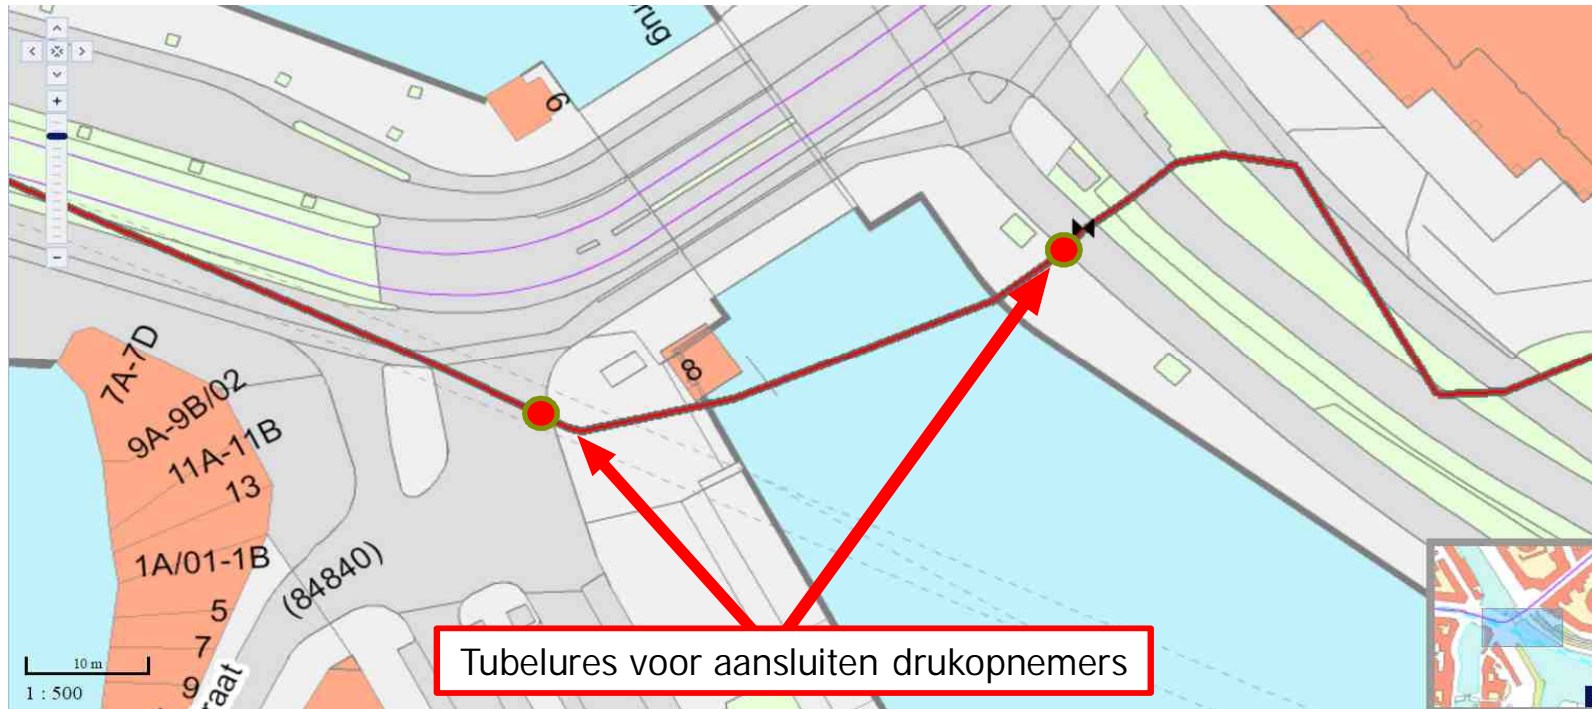 rug
6
8
7A-7D
9A-9B/02
11A-11B
13
1A/01-1B
(84840)
5
7
9
raat
10 m
1 : 500
Tubelures voor aansluiten drukopnemers